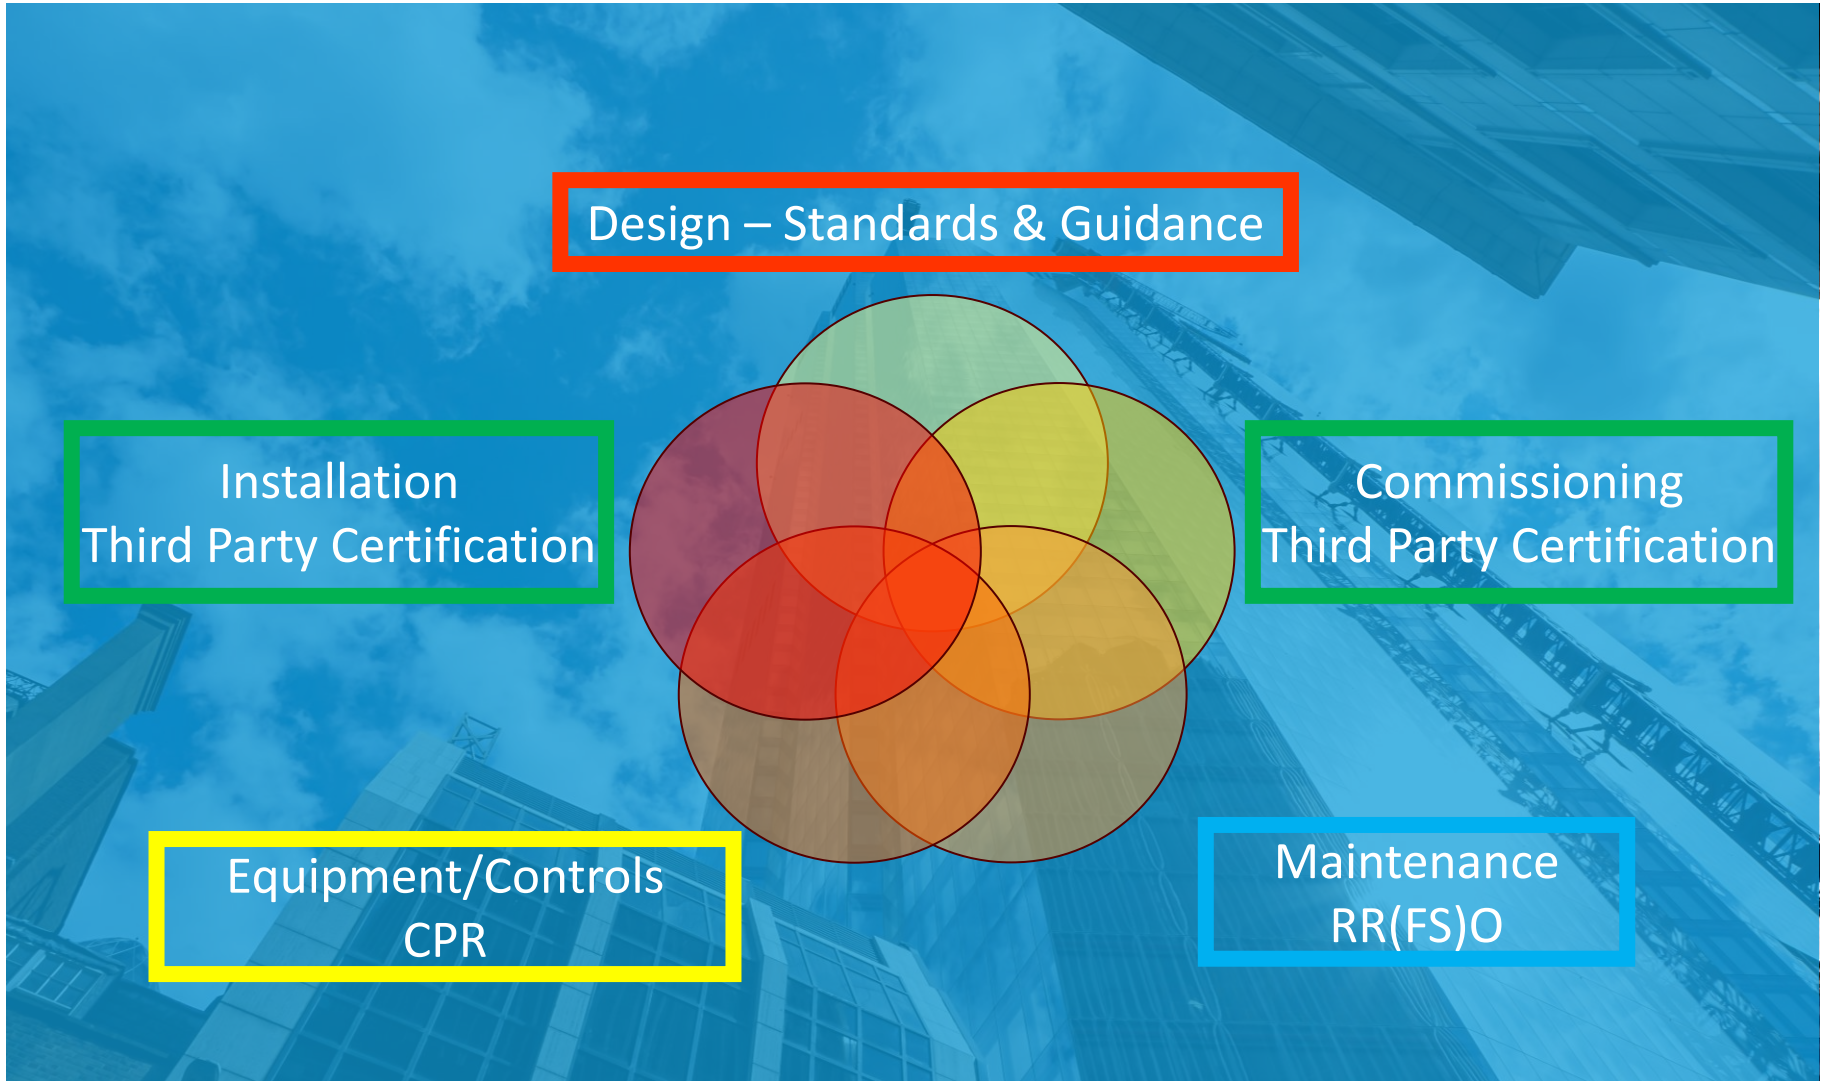 Design – Standards & Guidance
Installation
Third Party Certification
Commissioning
Third Party Certification
Equipment/Controls
CPR
Maintenance
RR(FS)O